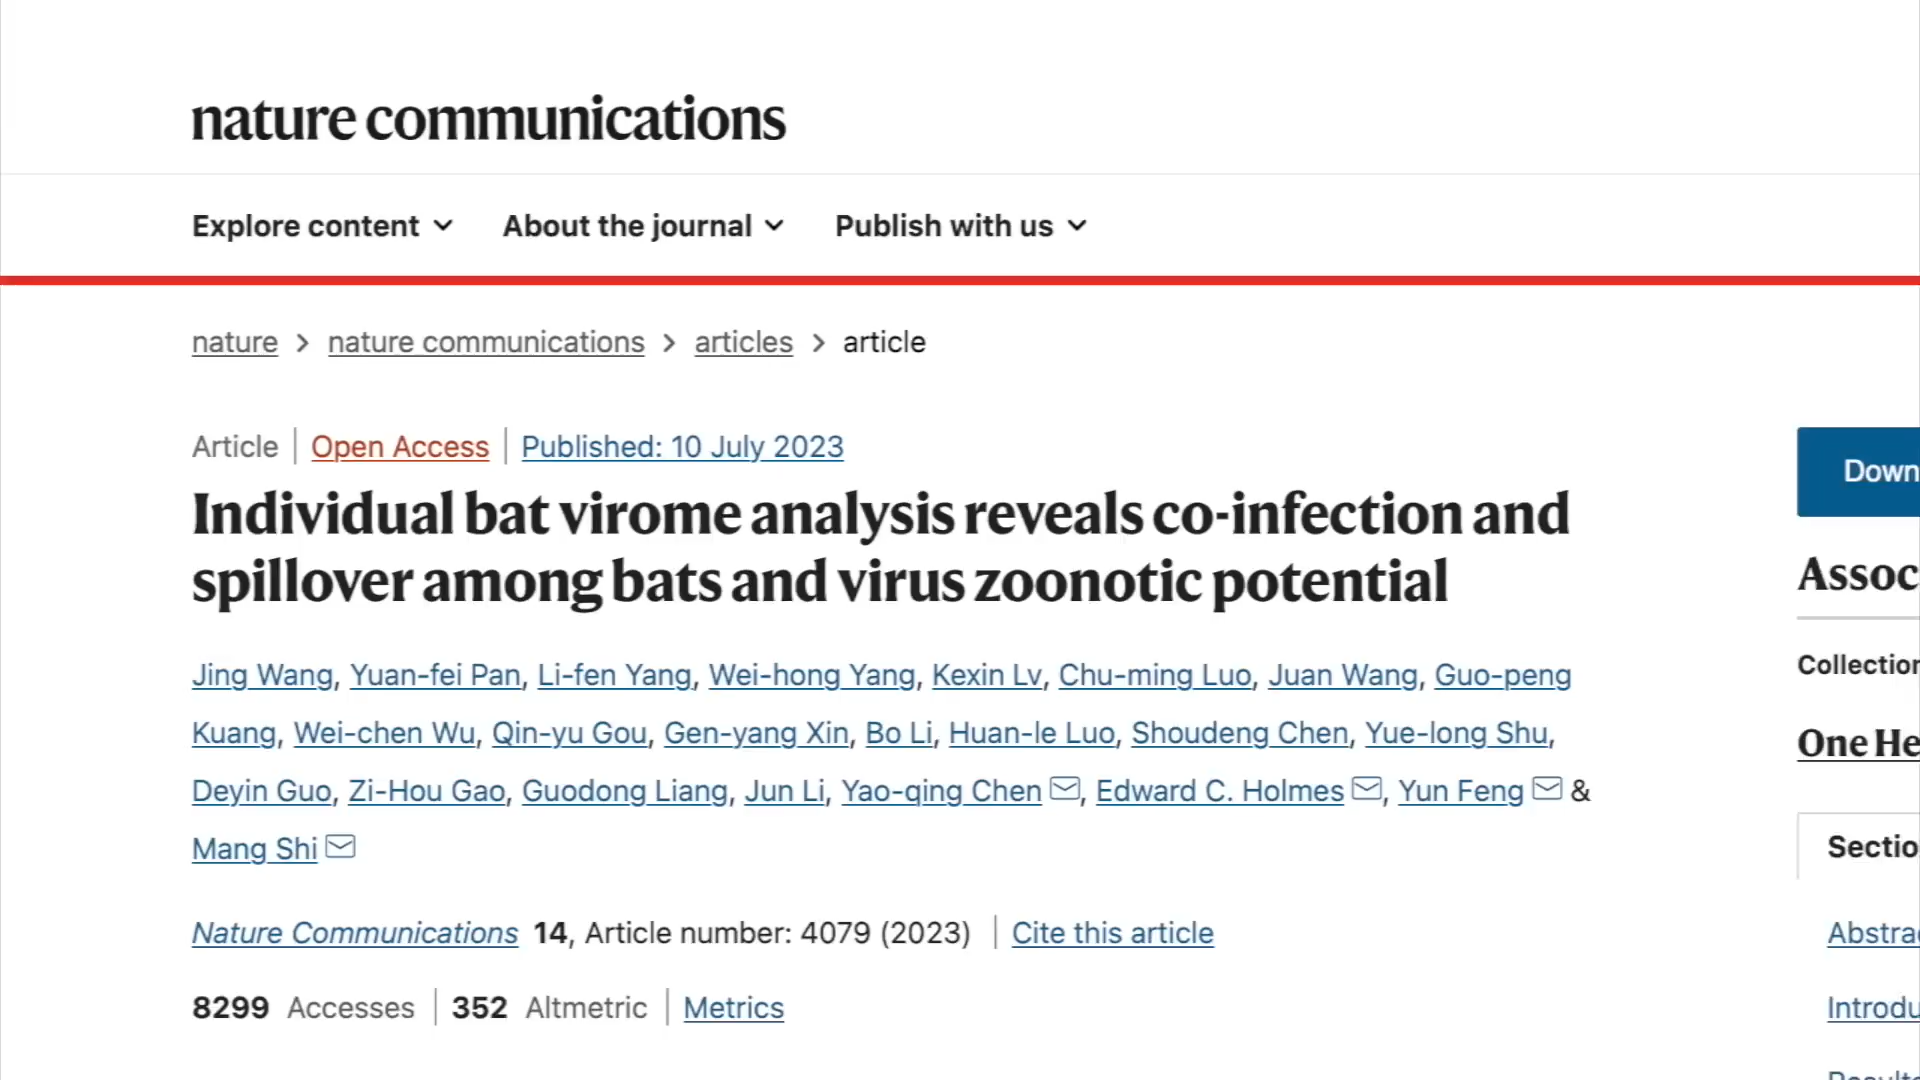 nature communications
Explore content About the journal Publish with us
nature > nature communications > articles > article
Article | Open Access | Published: 10 July 2023
Individual bat virome analysis reveals co-infection and
spillover among bats and virus zoonotic potential
Jing Wang, Yuan-fei Pan, Li-fen Yang, Wei-hong Yang, Kexin Lv, Chu-ming Luo, Juan Wang, Guo-peng
Kuang, Wei-chen Wu, Qin-yu Gou, Gen-yang Xin, Bo Li, Huan-le Luo, Shoudeng Chen, Yue-long Shu,
Deyin Guo, Zi-Hou Gao, Guodong Liang, Jun Li, Yao-qing Chen, Edward C. Holmes, Yun Feng &
Mang Shi
Nature Communications 14, Article number: 4079 (2023) | Cite this article
8299 Accesses | 352 Altmetric | Metrics
Down
Assoc
Collection
One He
Sectio
Abstra
Introdu